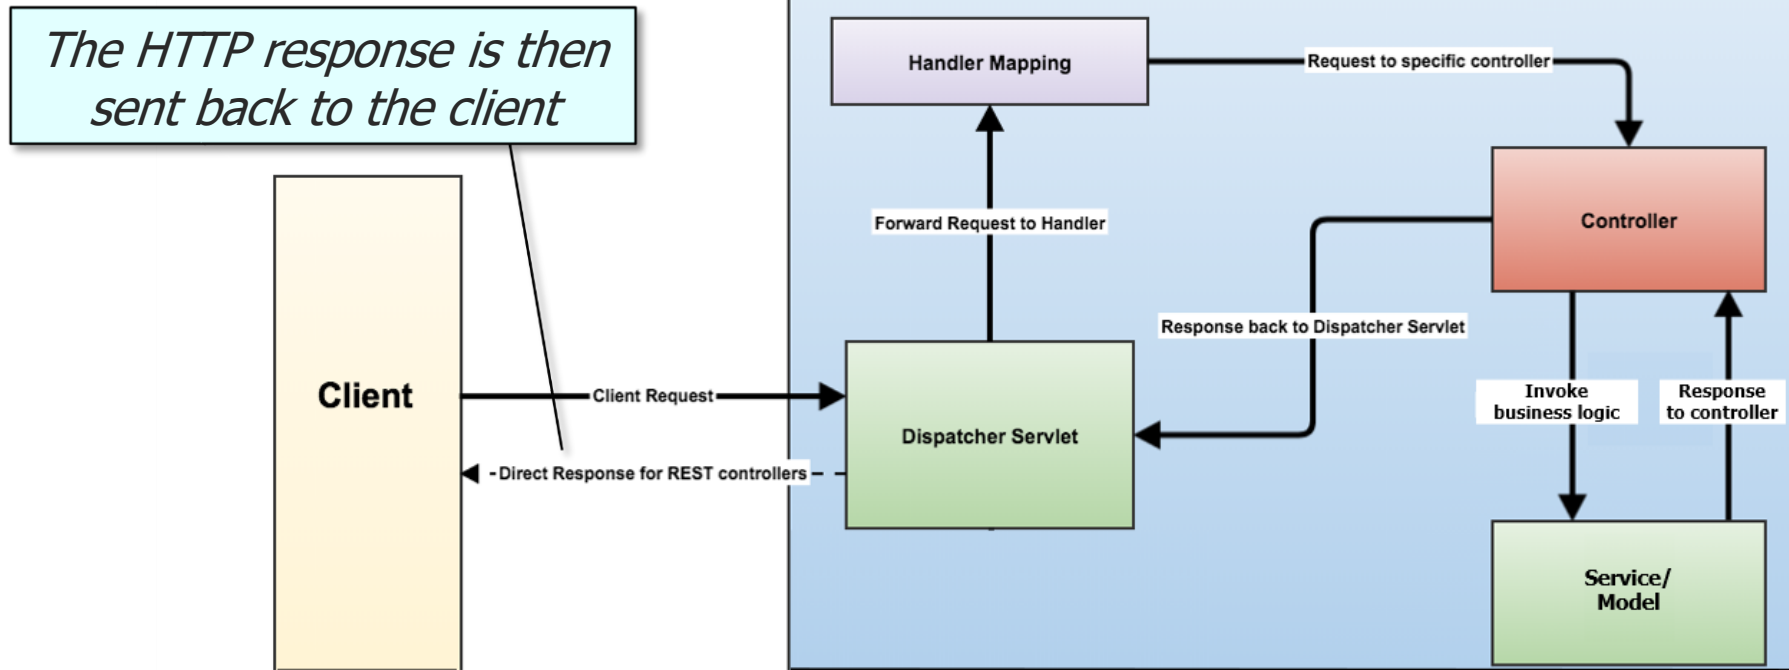 The HTTP response is then
sent back to the client
Handler Mapping
Request to specific controller
Controller
Forward Request to Handler
Response back to Dispatcher Servlet
Client
Client Request
Dispatcher Servlet
Invoke
business logic
Response
to controller
Direct Response for REST controllers
Service/
Model